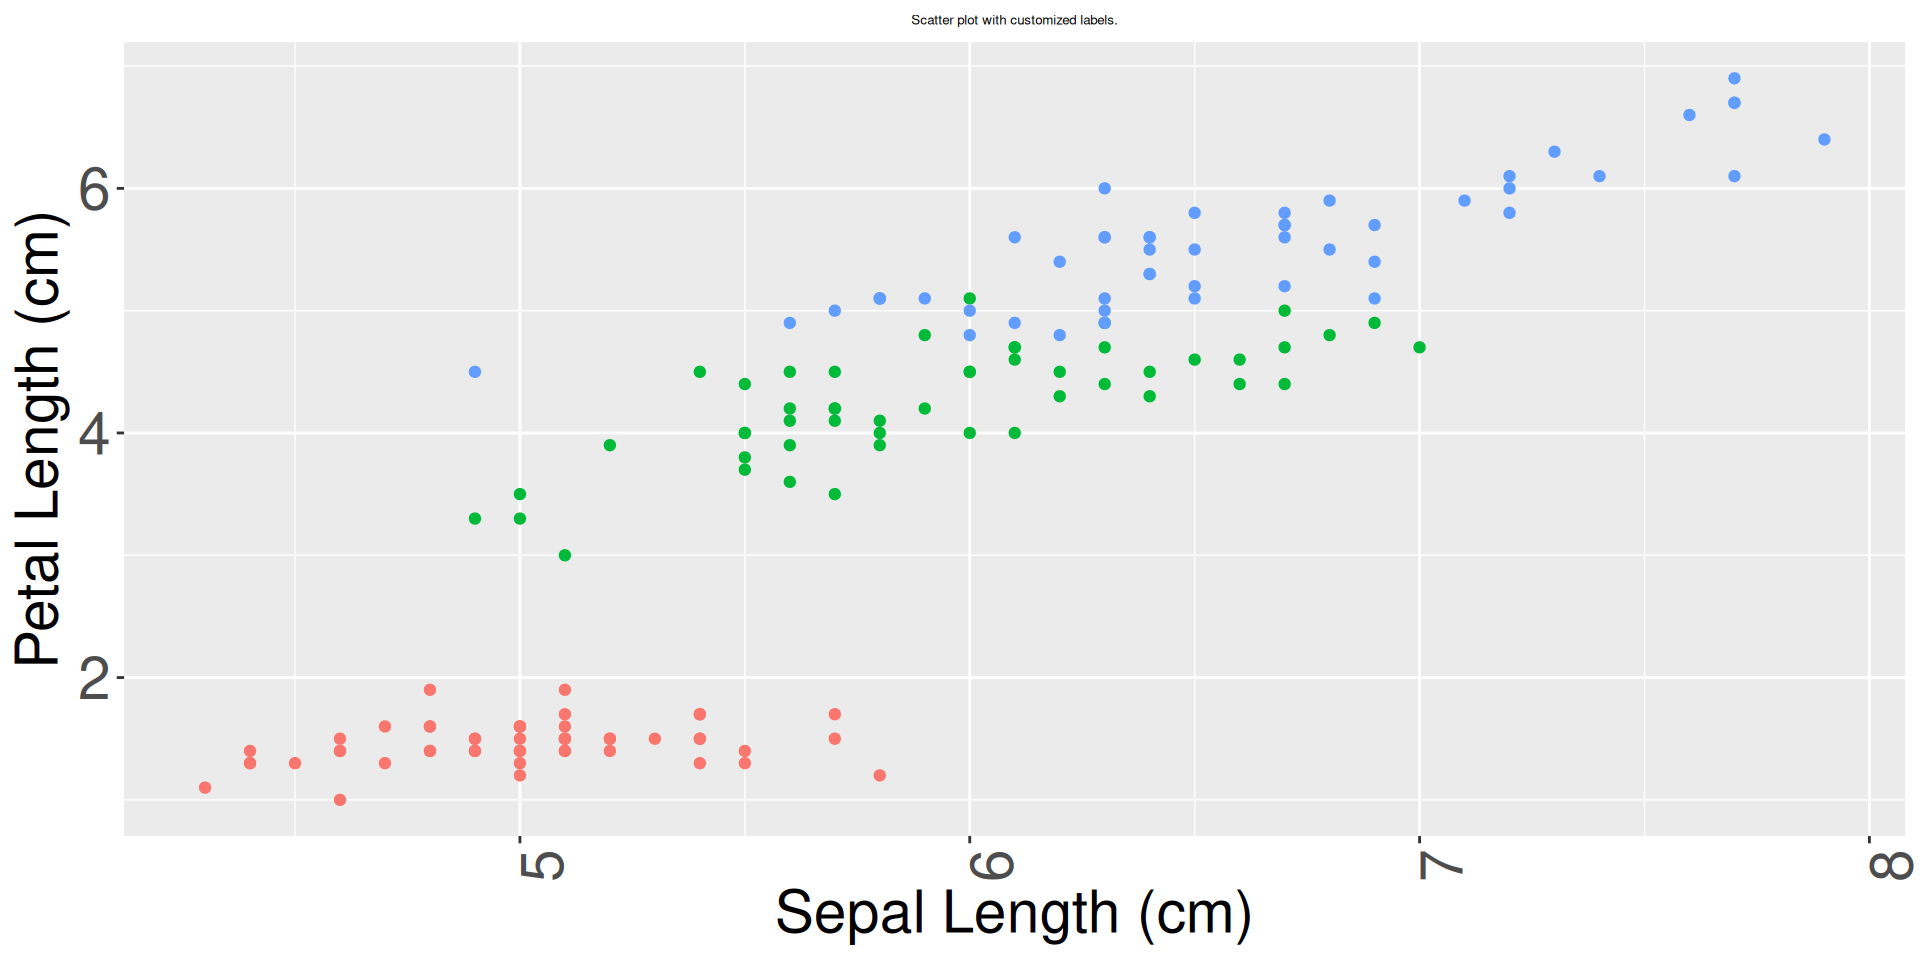 Scatter plot with customized labels.
Petal Length (cm)
6
4
2
5
6
7
8
Sepal Length (cm)